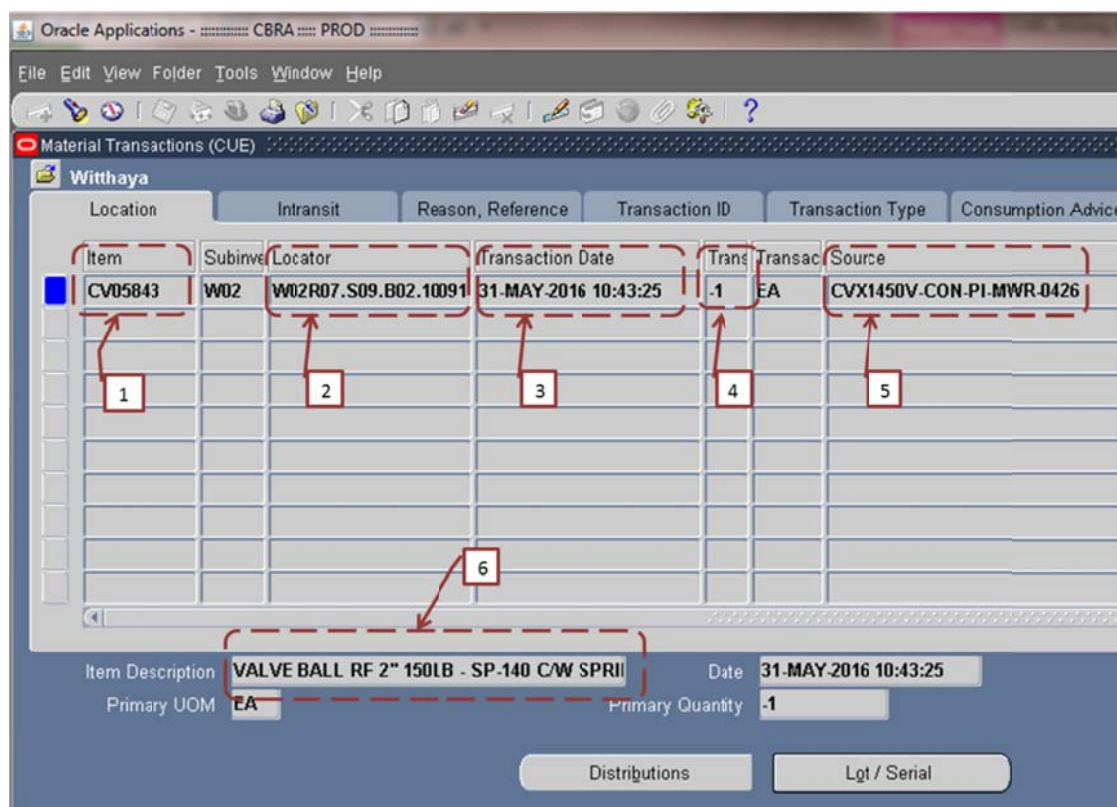 Oracle Applications - :::::::::::: CBRA ::::: PROD ::::::::::::
File Edit View Folder Tools Window Help
Material Transactions (CUE)
Witthaya
Location Intransit Reason, Reference Transaction ID Transaction Type Consumption Advice
Item Subinve Locator Transaction Date Trans Transac Source
CV05843 W02 W02R07.S09.B02.10091 31-MAY-2016 10:43:25 -1 EA CVX1450V-CON-PI-MWR-0426
1 2 3 4 5
6
Item Description VALVE BALL RF 2" 150LB - SP-140 C/W SPRI Date 31-MAY-2016 10:43:25
Primary UOM EA Primary Quantity -1
Distributions Lot / Serial